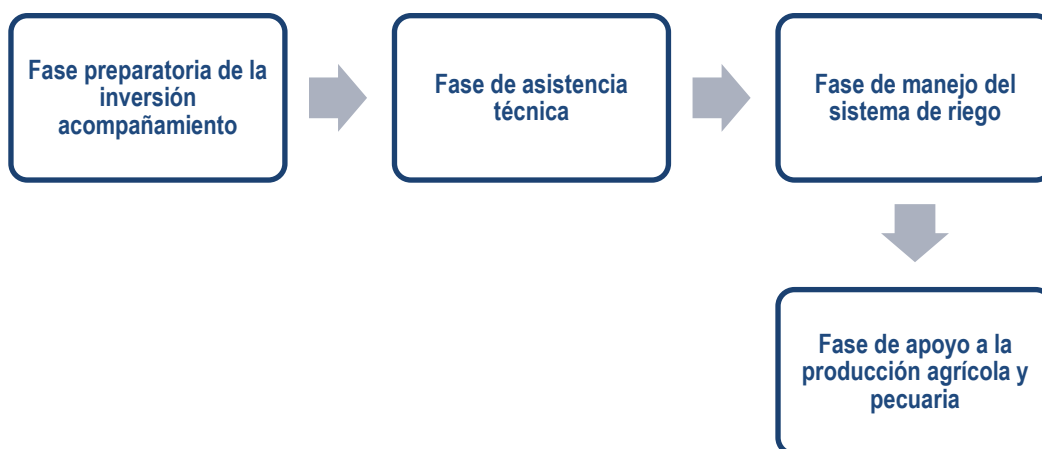 Fase preparatoria de la
inversión
acompañamiento
Fase de asistencia
técnica
Fase de manejo del
sistema de riego
Fase de apoyo a la
producción agrícola y
pecuaria